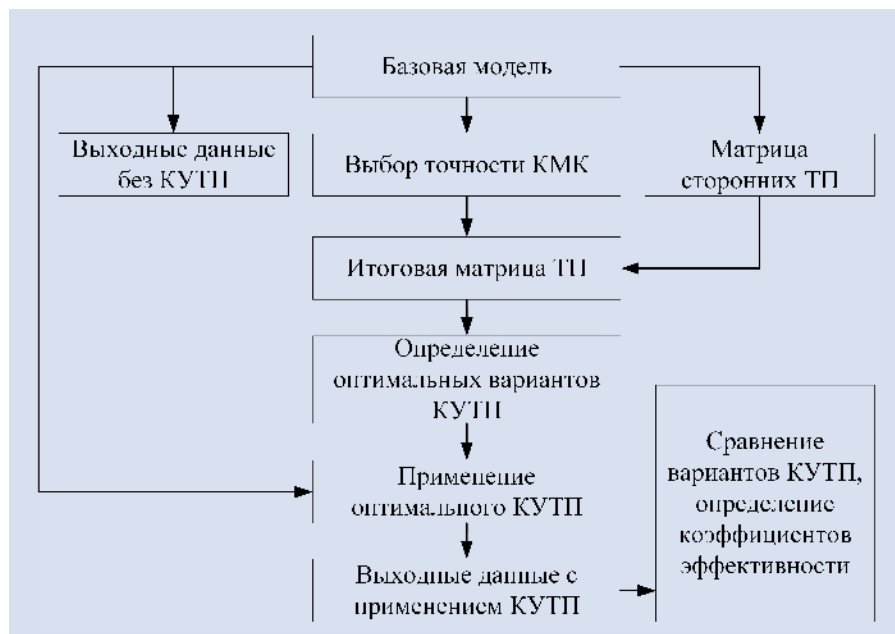 Базовая модель
Выходные данные
без КУТП
Выбор точности КМК
Матрица
сторонних ТП
Итоговая матрица ТП
Определение
оптимальных вариантов
КУТП
Применение
оптимального КУТП
Выходные данные с
применением КУТП
Сравнение
вариантов КУТП,
определение
коэффициентов
эффективности